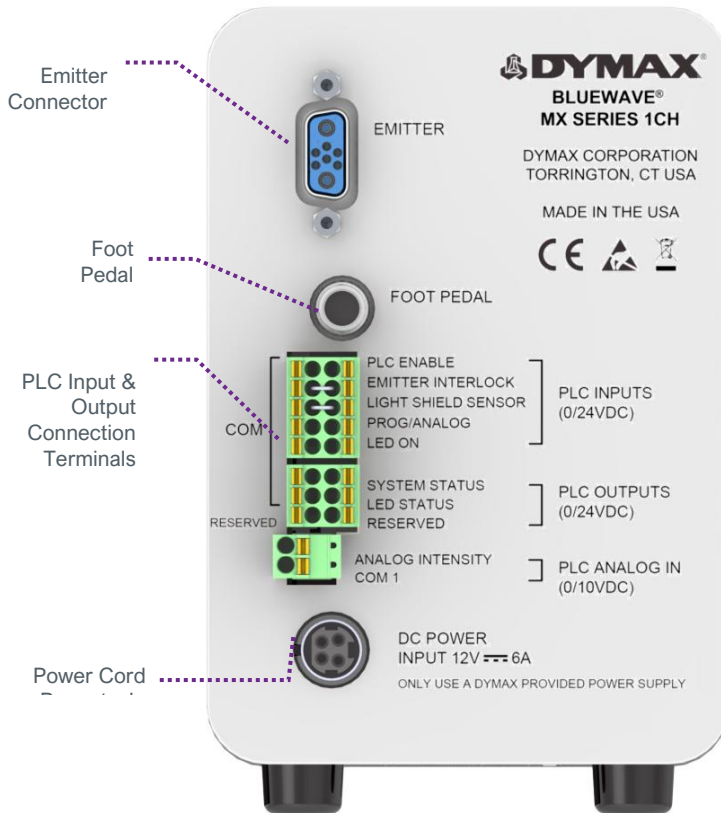 Emitter
Connector
EMITTER
DYMAX®
BLUEWAVE®
MX SERIES 1CH
DYMAX CORPORATION
TORRINGTON, CT USA
MADE IN THE USA
CE
Foot
Pedal
FOOT PEDAL
PLC Input &
Output
Connection
Terminals
COM
PLC ENABLE
EMITTER INTERLOCK
LIGHT SHIELD SENSOR
PROG/ANALOG
LED ON
PLC INPUTS
(0/24VDC)
SYSTEM STATUS
LED STATUS
RESERVED
RESERVED
PLC OUTPUTS
(0/24VDC)
ANALOG INTENSITY
COM 1
PLC ANALOG IN
(0/10VDC)
Power Cord
DC POWER
INPUT 12V ⎓ 6A
ONLY USE A DYMAX PROVIDED POWER SUPPLY